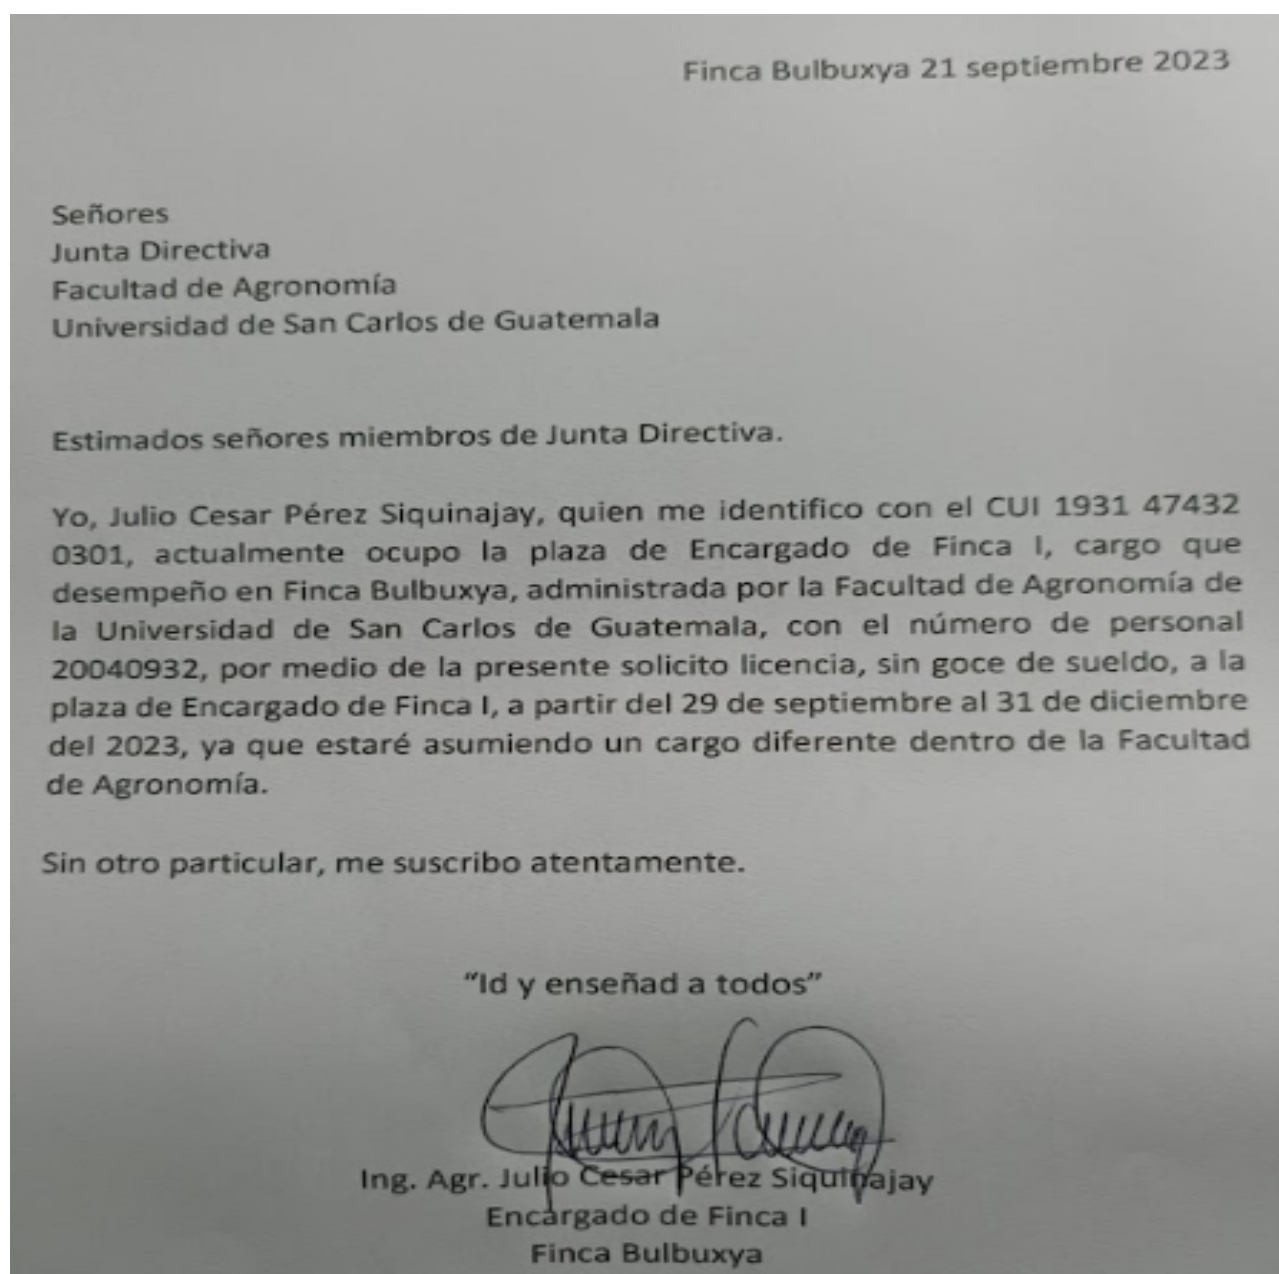 Finca Bulbuxya 21 septiembre 2023
Señores
Junta Directiva
Facultad de Agronomía
Universidad de San Carlos de Guatemala
Estimados señores miembros de Junta Directiva.
Yo, Julio Cesar Pérez Siquinajay, quien me identifico con el CUI 1931 47432
0301, actualmente ocupo la plaza de Encargado de Finca I, cargo que
desempeño en Finca Bulbuxya, administrada por la Facultad de Agronomía de
la Universidad de San Carlos de Guatemala, con el número de personal
20040932, por medio de la presente solicito licencia, sin goce de sueldo, a la
plaza de Encargado de Finca I, a partir del 29 de septiembre al 31 de diciembre
del 2023, ya que estaré asumiendo un cargo diferente dentro de la Facultad
de Agronomía.
Sin otro particular, me suscribo atentamente.
“Id y enseñad a todos”
Ing. Agr. Julio Cesar Pérez Siquinajay
Encargado de Finca I
Finca Bulbuxya